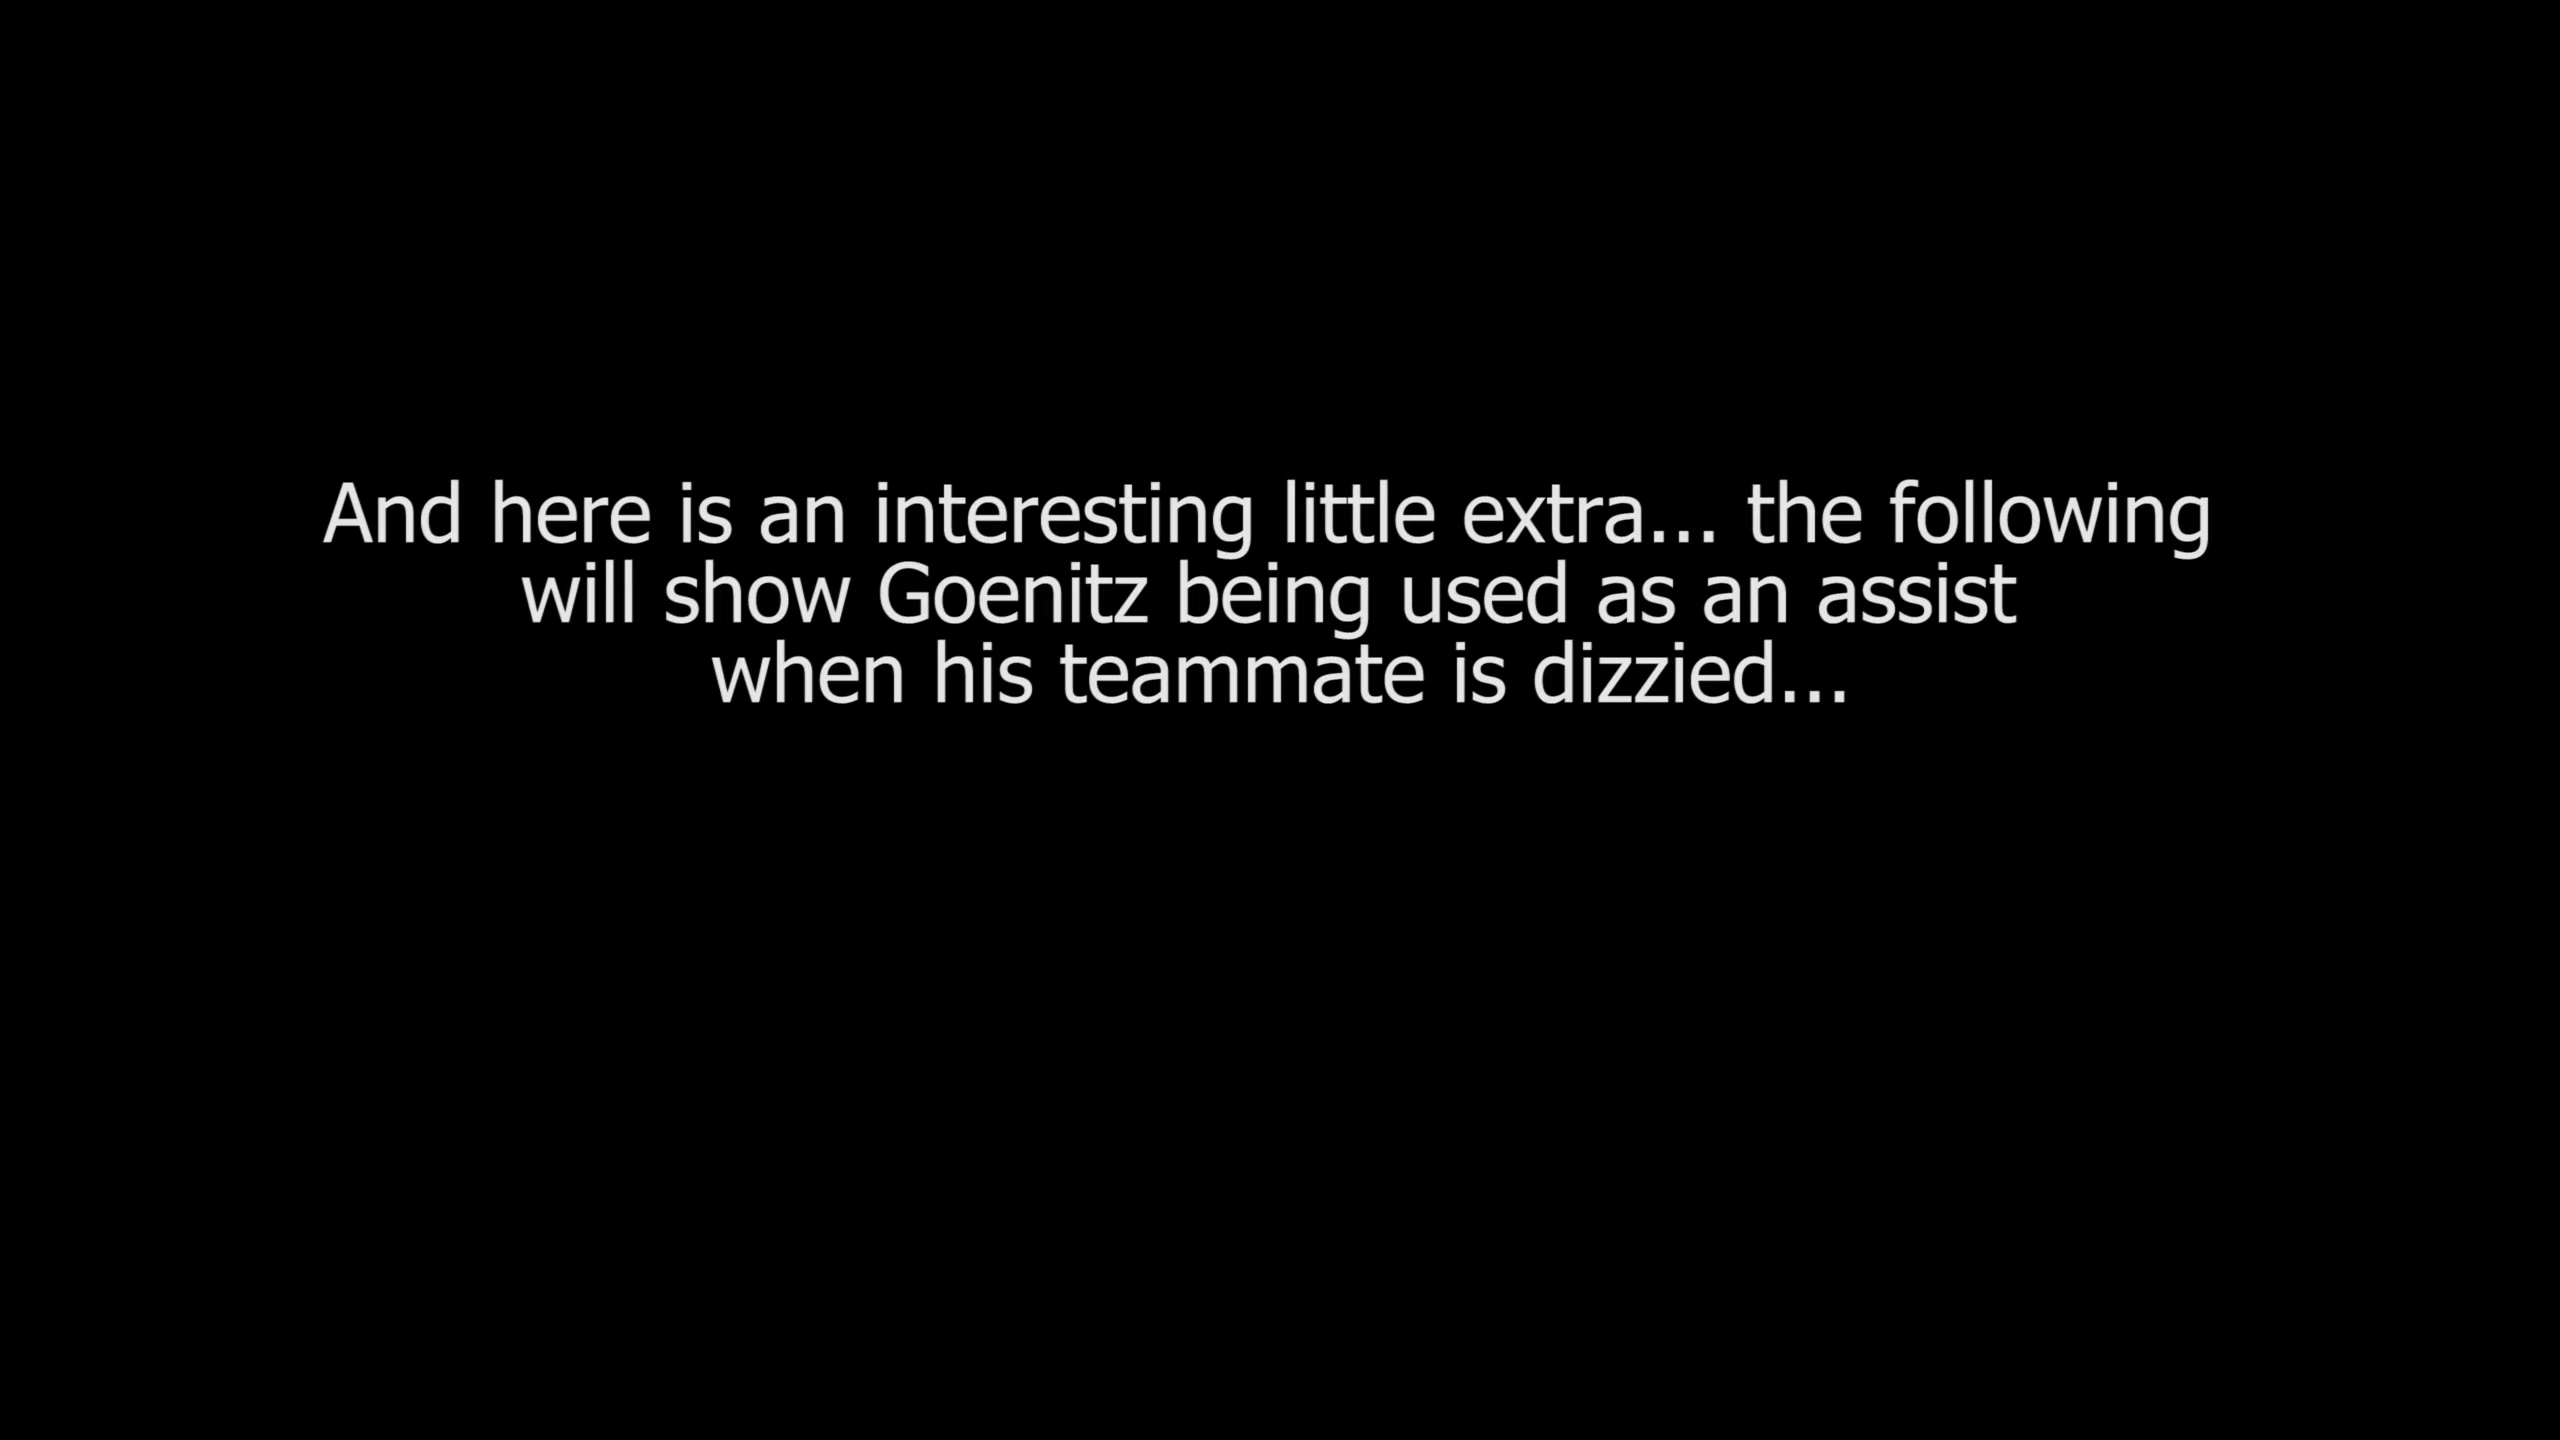 And here is an interesting little extra... the following
will show Goenitz being used as an assist
when his teammate is dizzied...